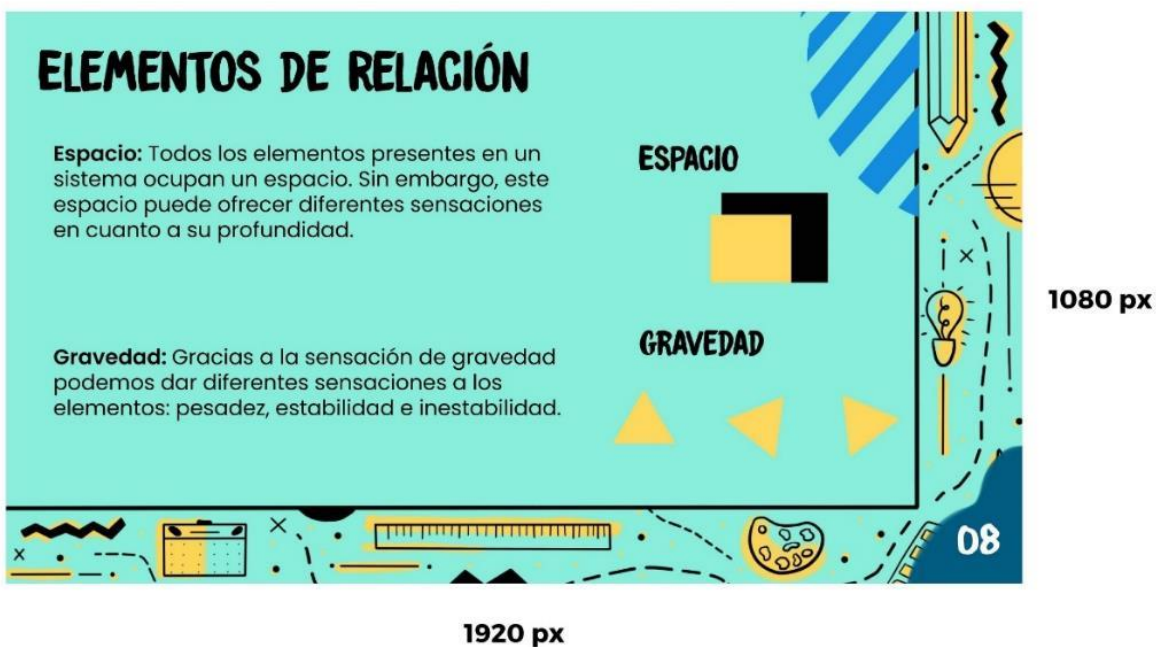 ELEMENTOS DE RELACIÓN
Espacio: Todos los elementos presentes en un
sistema ocupan un espacio. Sin embargo, este
espacio puede ofrecer diferentes sensaciones
en cuanto a su profundidad.
ESPACIO
Gravedad: Gracias a la sensación de gravedad
podemos dar diferentes sensaciones a los
elementos: pesadez, estabilidad e inestabilidad.
GRAVEDAD
08
1080 px
1920 px